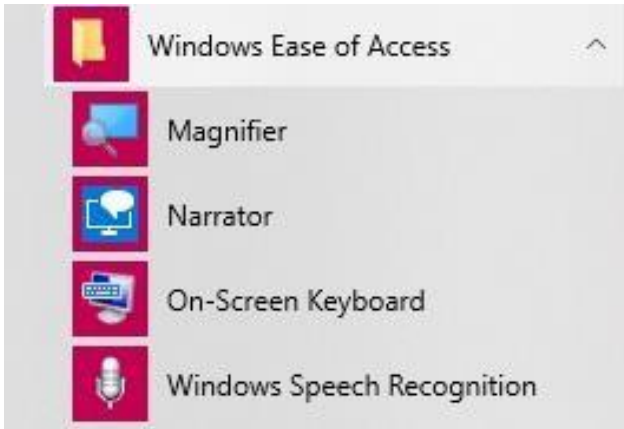 Windows Ease of Access
Magnifier
Narrator
On-Screen Keyboard
Windows Speech Recognition